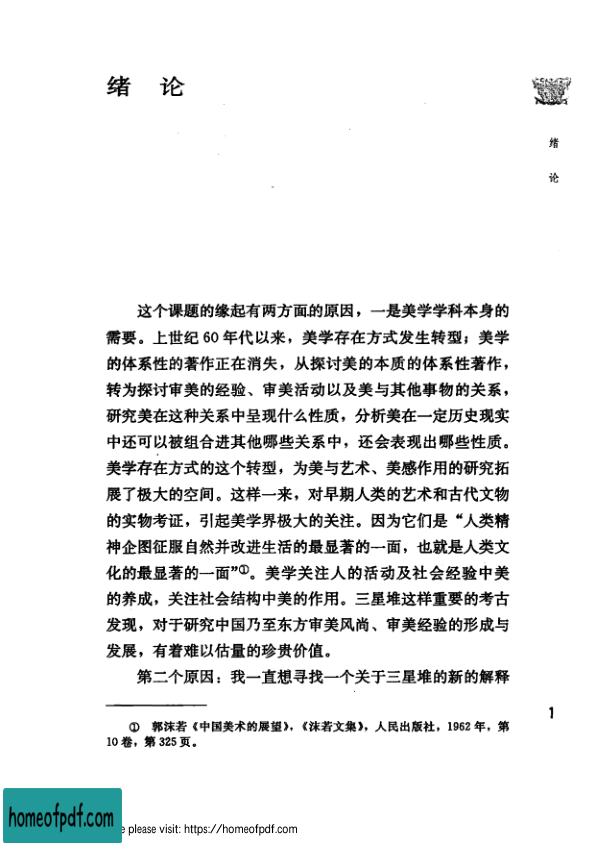 绪 论
绪
论
这个课题的缘起有两方面的原因，一是美学学科本身的
需要。上世纪60年代以来，美学存在方式发生转型；美学
的体系性的著作正在消失，从探讨美的本质的体系性著作，
转为探讨审美的经验、审美活动以及美与其他事物的关系，
研究美在这种关系中呈现什么性质，分析美在一定历史现实
中还可以被组合进其他哪些关系中，还会表现出哪些性质。
美学存在方式的这个转型，为美与艺术、美感作用的研究拓
展了极大的空间。这样一来，对早期人类的艺术和古代文物
的实物考证，引起美学界极大的关注。因为它们是“人类精
神企图征服自然并改进生活的最显著的一面，也就是人类文
化的最显著的一面”①。美学关注人的活动及社会经验中美
的养成，关注社会结构中美的作用。三星堆这样重要的考古
发现，对于研究中国乃至东方审美风尚、审美经验的形成与
发展，有着难以估量的珍贵价值。
第二个原因：我一直想寻找一个关于三星堆的新的解释
① 郭沫若《中国美术的展望》，《沫若文集》，人民出版社，1962年，第
10卷，第325页。
1
homeofpdf.com
e please visit: https://homeofpdf.com